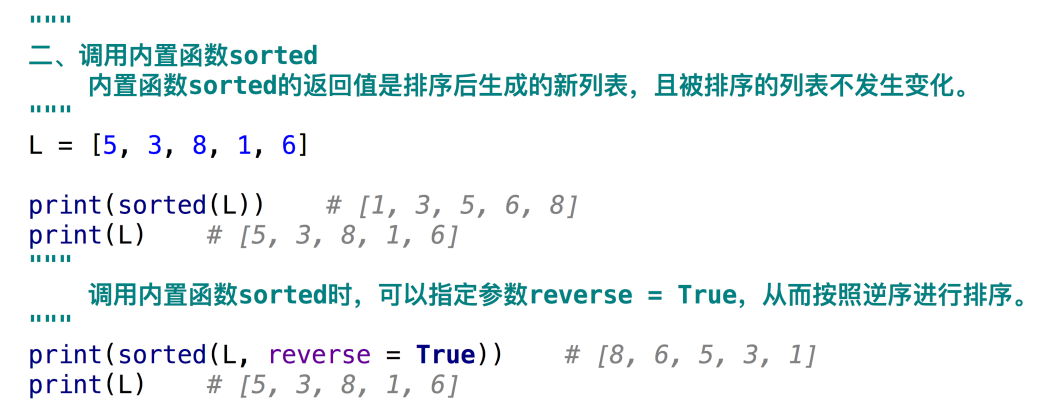 """
二、调用内置函数sorted
    内置函数sorted的返回值是排序后生成的新列表，且被排序的列表不发生变化。
"""
L = [5, 3, 8, 1, 6]

print(sorted(L))    # [1, 3, 5, 6, 8]
print(L)    # [5, 3, 8, 1, 6]
"""
    调用内置函数sorted时，可以指定参数reverse = True，从而按照逆序进行排序。
"""
print(sorted(L, reverse = True))    # [8, 6, 5, 3, 1]
print(L)    # [5, 3, 8, 1, 6]